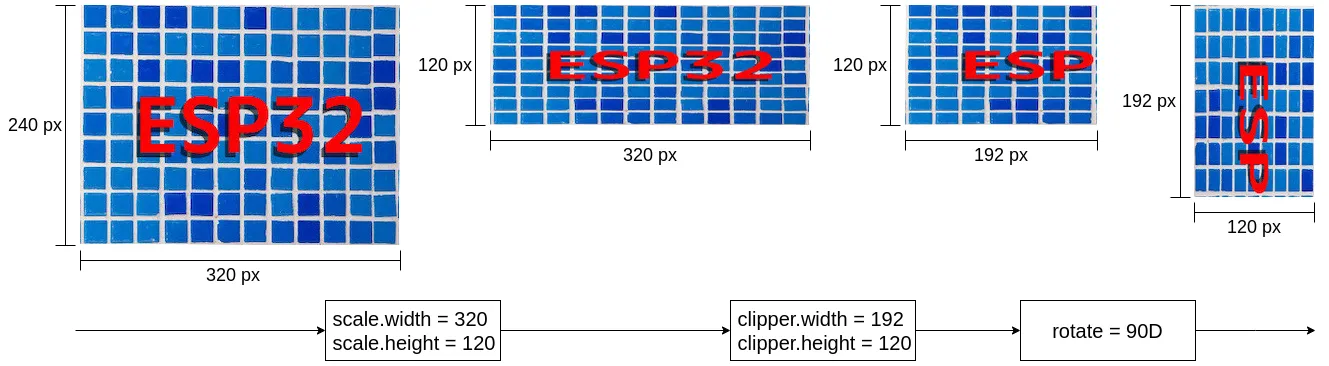 ESP32
240 px
320 px
ESP32
120 px
320 px
ESP
120 px
192 px
ESP
192 px
120 px
scale.width = 320
scale.height = 120
clipper.width = 192
clipper.height = 120
rotate = 90D